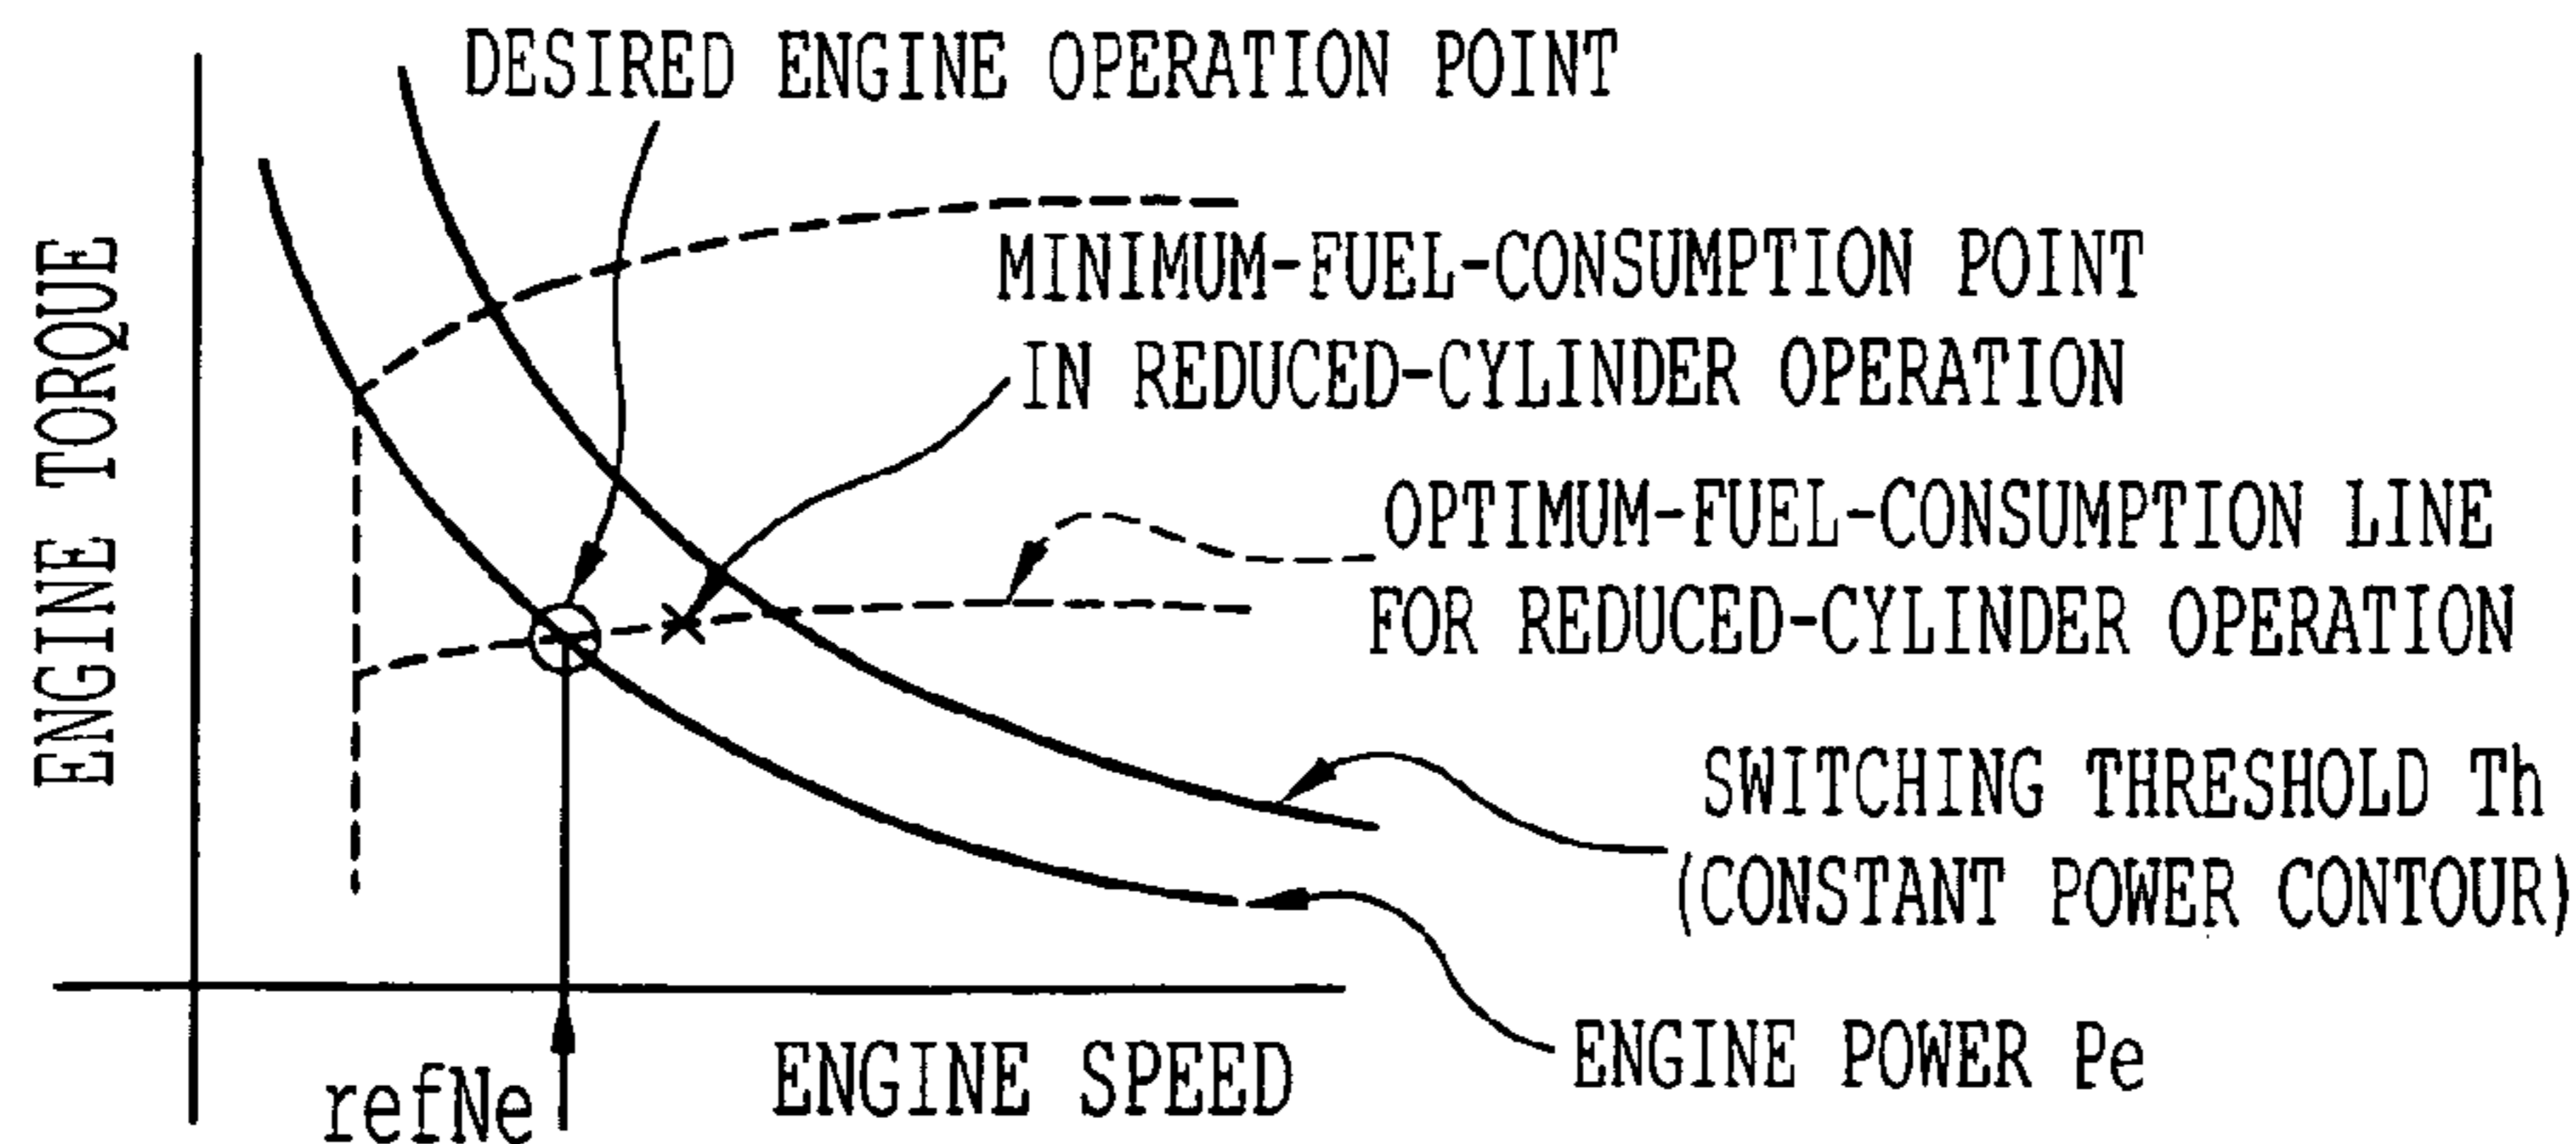 DESIRED ENGINE OPERATION POINT
MINIMUM-FUEL-CONSUMPTION POINT
IN REDUCED-CYLINDER OPERATION
OPTIMUM-FUEL-CONSUMPTION LINE
FOR REDUCED-CYLINDER OPERATION
SWITCHING THRESHOLD Th
(CONSTANT POWER CONTOUR)
ENGINE POWER Pe
ENGINE TORQUE
ENGINE SPEED
refNe